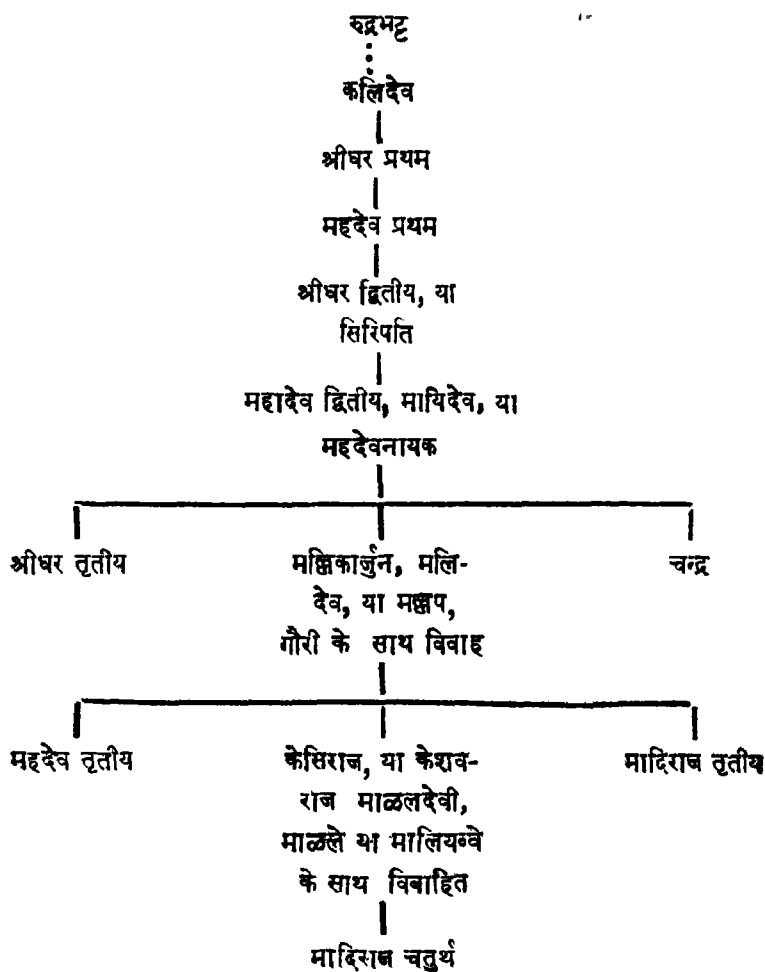 रुद्रभट्ट
कलिदेव
श्रीधर प्रथम
महदेव प्रथम
श्रीधर द्वितीय, या
सिरिपति
महादेव द्वितीय, मायिदेव, या
महदेवनायक
श्रीधर तृतीय
मल्लिकार्जुन, मलि-
देव, या मल्लप,
गौरी के साथ विवाह
चन्द्र
महदेव तृतीय
केसिराज, या केशव-
राज माळलदेवी,
माळ्ले या मालियव्वे
के साथ विवाहित
मादिराज तृतीय
मादिराज चतुर्थ